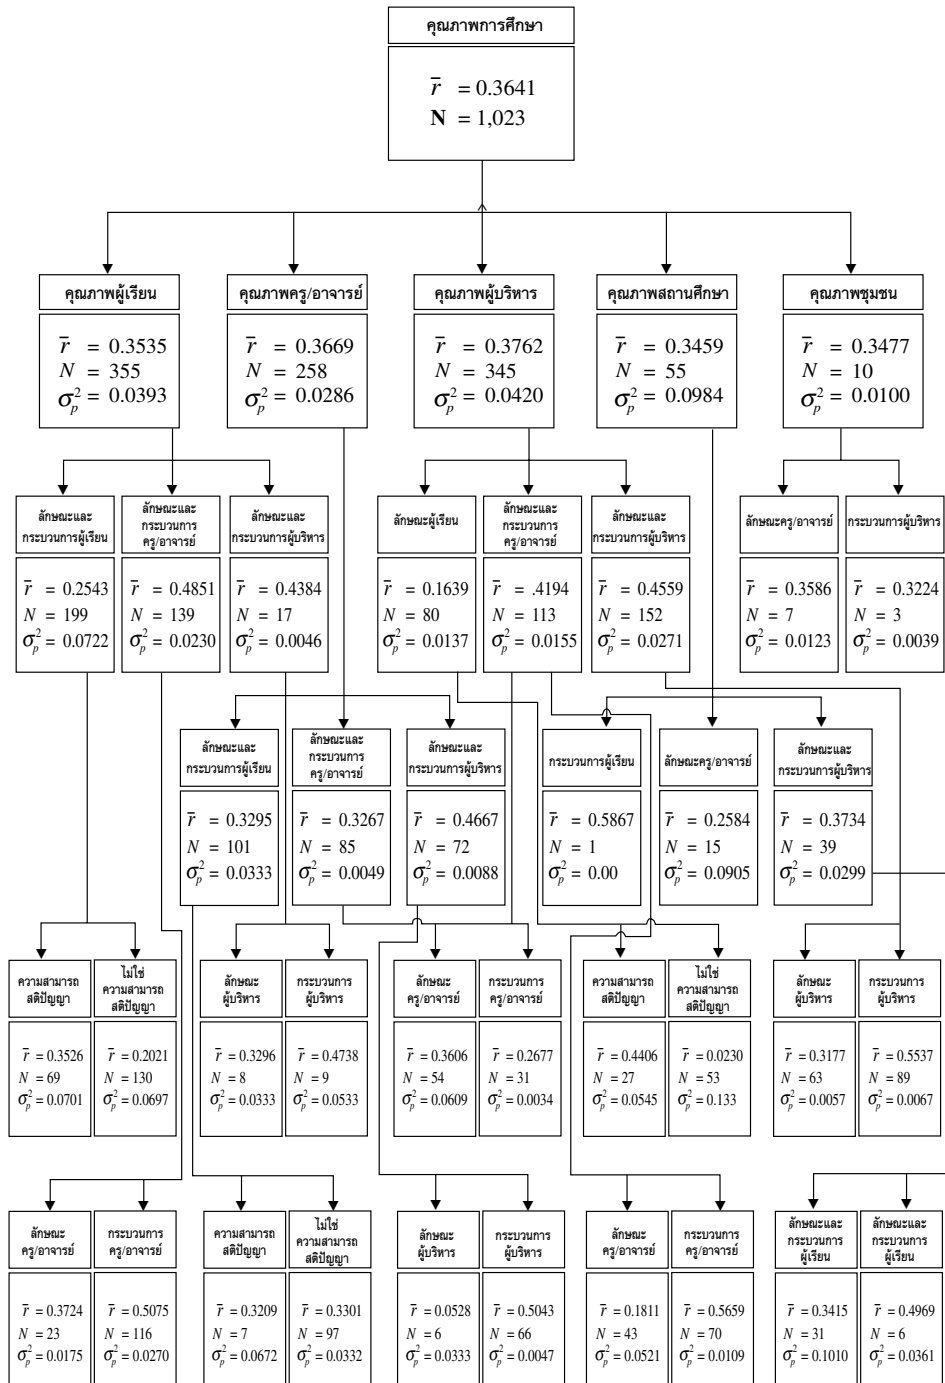 คุณภาพการศึกษา
r̄ = 0.3641
N = 1,023
คุณภาพผู้เรียน
r̄ = 0.3535
N = 355
σ²ₚ = 0.0393
คุณภาพครู/อาจารย์
r̄ = 0.3669
N = 258
σ²ₚ = 0.0286
คุณภาพผู้บริหาร
r̄ = 0.3762
N = 345
σ²ₚ = 0.0420
คุณภาพสถานศึกษา
r̄ = 0.3459
N = 55
σ²ₚ = 0.0984
คุณภาพชุมชน
r̄ = 0.3477
N = 10
σ²ₚ = 0.0100
ลักษณะและ
กระบวนการผู้เรียน
r̄ = 0.2543
N = 199
σ²ₚ = 0.0722
ลักษณะและ
กระบวนการ
ครู/อาจารย์
r̄ = 0.4851
N = 139
σ²ₚ = 0.0230
ลักษณะและ
กระบวนการผู้บริหาร
r̄ = 0.4384
N = 17
σ²ₚ = 0.0046
ลักษณะผู้เรียน
r̄ = 0.1639
N = 80
σ²ₚ = 0.0137
ลักษณะและ
กระบวนการ
ครู/อาจารย์
r̄ = .4194
N = 113
σ²ₚ = 0.0155
ลักษณะและ
กระบวนการผู้บริหาร
r̄ = 0.4559
N = 152
σ²ₚ = 0.0271
ลักษณะครู/อาจารย์
r̄ = 0.3586
N = 7
σ²ₚ = 0.0123
กระบวนการผู้บริหาร
r̄ = 0.3224
N = 3
σ²ₚ = 0.0039
ลักษณะและ
กระบวนการผู้เรียน
r̄ = 0.3295
N = 101
σ²ₚ = 0.0333
ลักษณะและ
กระบวนการ
ครู/อาจารย์
r̄ = 0.3267
N = 85
σ²ₚ = 0.0049
ลักษณะและ
กระบวนการผู้บริหาร
r̄ = 0.4667
N = 72
σ²ₚ = 0.0088
กระบวนการผู้เรียน
r̄ = 0.5867
N = 1
σ²ₚ = 0.00
ลักษณะครู/อาจารย์
r̄ = 0.2584
N = 15
σ²ₚ = 0.0905
ลักษณะและ
กระบวนการผู้บริหาร
r̄ = 0.3734
N = 39
σ²ₚ = 0.0299
ความสามารถ
สติปัญญา
r̄ = 0.3526
N = 69
σ²ₚ = 0.0701
ไม่ใช่
ความสามารถ
สติปัญญา
r̄ = 0.2021
N = 130
σ²ₚ = 0.0697
ลักษณะ
ผู้บริหาร
r̄ = 0.3296
N = 8
σ²ₚ = 0.0333
กระบวนการ
ผู้บริหาร
r̄ = 0.4738
N = 9
σ²ₚ = 0.0533
ลักษณะ
ครู/อาจารย์
r̄ = 0.3606
N = 54
σ²ₚ = 0.0609
กระบวนการ
ครู/อาจารย์
r̄ = 0.2677
N = 31
σ²ₚ = 0.0034
ความสามารถ
สติปัญญา
r̄ = 0.4406
N = 27
σ²ₚ = 0.0545
ไม่ใช่
ความสามารถ
สติปัญญา
r̄ = 0.0230
N = 53
σ²ₚ = 0.133
ลักษณะ
ผู้บริหาร
r̄ = 0.3177
N = 63
σ²ₚ = 0.0057
กระบวนการ
ผู้บริหาร
r̄ = 0.5537
N = 89
σ²ₚ = 0.0067
ลักษณะ
ครู/อาจารย์
r̄ = 0.3724
N = 23
σ²ₚ = 0.0175
กระบวนการ
ครู/อาจารย์
r̄ = 0.5075
N = 116
σ²ₚ = 0.0270
ความสามารถ
สติปัญญา
r̄ = 0.3209
N = 7
σ²ₚ = 0.0672
ไม่ใช่
ความสามารถ
สติปัญญา
r̄ = 0.3301
N = 97
σ²ₚ = 0.0332
ลักษณะ
ผู้บริหาร
r̄ = 0.0528
N = 6
σ²ₚ = 0.0333
กระบวนการ
ผู้บริหาร
r̄ = 0.5043
N = 66
σ²ₚ = 0.0047
ลักษณะ
ครู/อาจารย์
r̄ = 0.1811
N = 43
σ²ₚ = 0.0521
กระบวนการ
ครู/อาจารย์
r̄ = 0.5659
N = 70
σ²ₚ = 0.0109
ลักษณะและ
กระบวนการ
ผู้เรียน
r̄ = 0.3415
N = 31
σ²ₚ = 0.1010
ลักษณะและ
กระบวนการ
ผู้เรียน
r̄ = 0.4969
N = 6
σ²ₚ = 0.0361